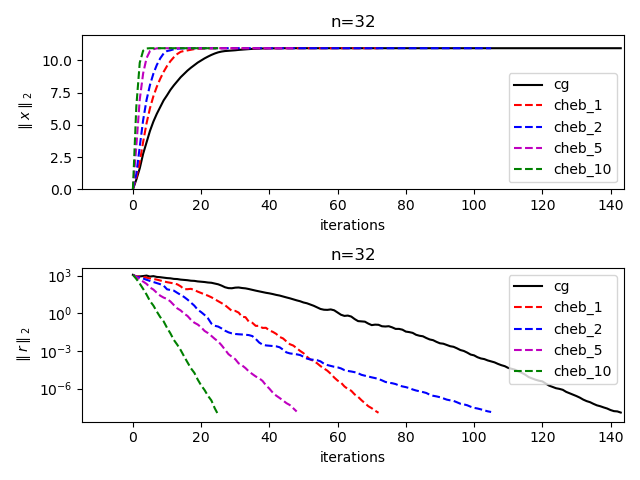 n=32
10.0
7.5
5.0
2.5
0.0
∥ x ∥₂
cg
cheb_1
cheb_2
cheb_5
cheb_10
0 20 40 60 80 100 120 140
iterations
n=32
10³
10⁰
10⁻³
10⁻⁶
∥ r ∥₂
cg
cheb_1
cheb_2
cheb_5
cheb_10
0 20 40 60 80 100 120 140
iterations